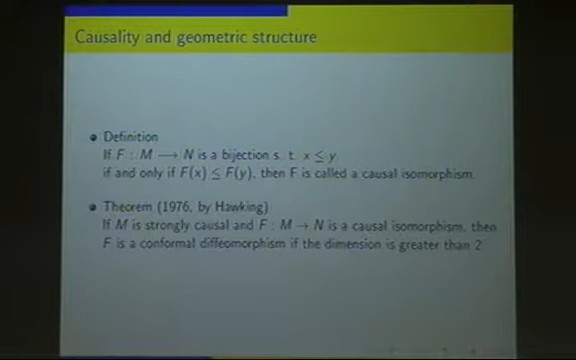 Causality and geometric structure
Definition
If F : M → N is a bijection s. t. x ≤ y
if and only if F(x) ≤ F(y), then F is called a causal isomorphism.
Theorem (1976, by Hawking)
If M is strongly causal and F : M → N is a causal isomorphism, then
F is a conformal diffeomorphism if the dimension is greater than 2